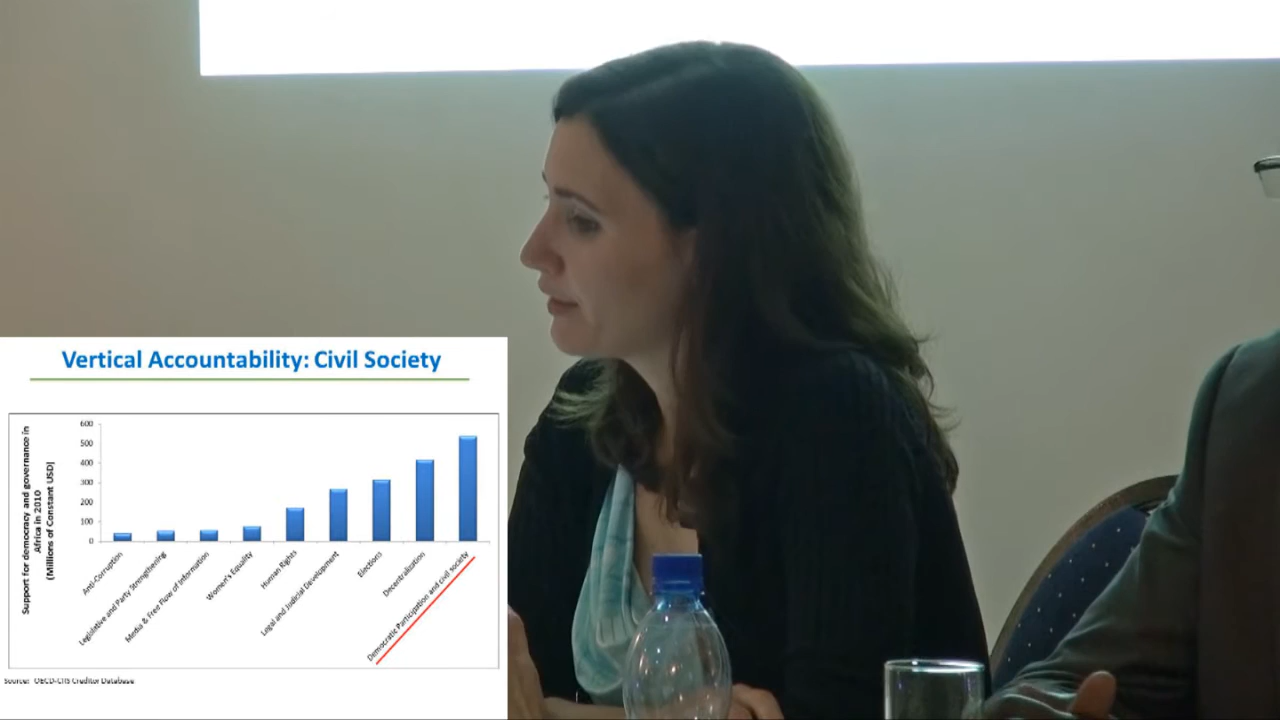 Vertical Accountability: Civil Society
Support for democracy and governance in
Africa in 2010
(Millions of Constant USD)
600
500
400
300
200
100
0
Anti-Corruption
Legislative and Party Strengthening
Media & Free Flow of Information
Women's Equality
Human Rights
Legal and Judicial Development
Elections
Decentralization
Democratic Participation and civil society
Source: OECD-CRS Creditor Database